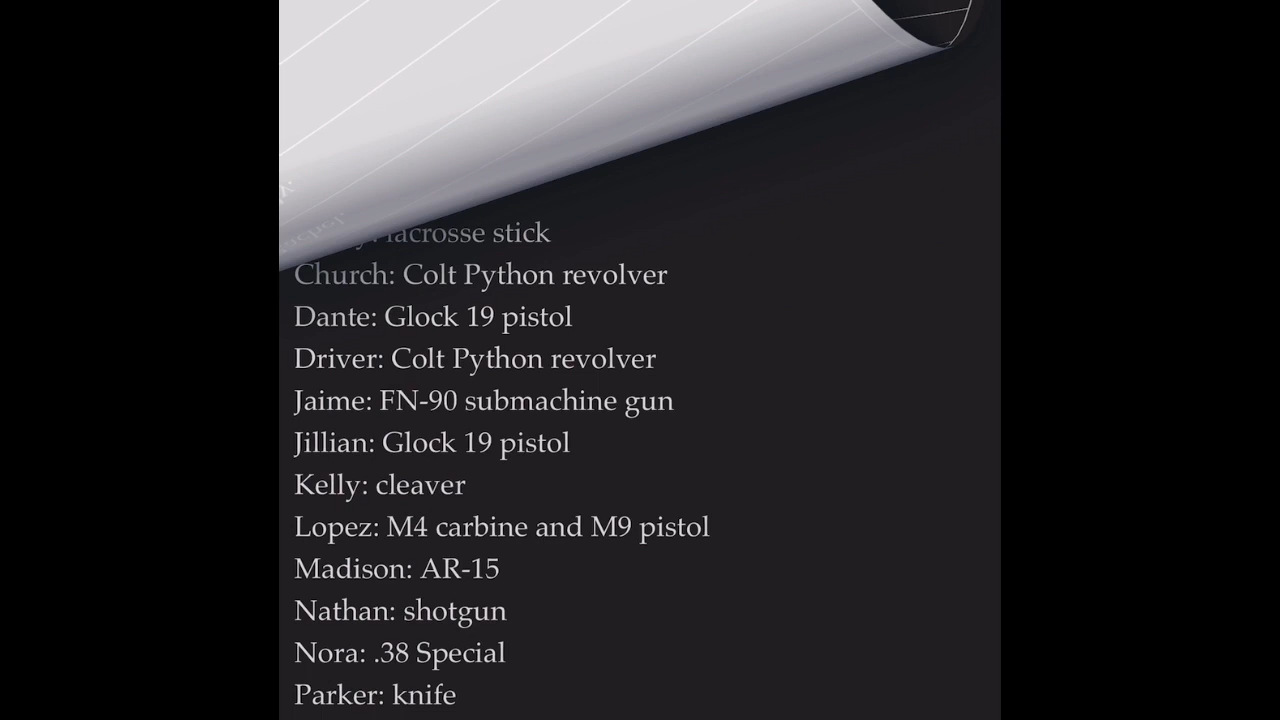 lacrosse stick
Church: Colt Python revolver
Dante: Glock 19 pistol
Driver: Colt Python revolver
Jaime: FN-90 submachine gun
Jillian: Glock 19 pistol
Kelly: cleaver
Lopez: M4 carbine and M9 pistol
Madison: AR-15
Nathan: shotgun
Nora: .38 Special
Parker: knife